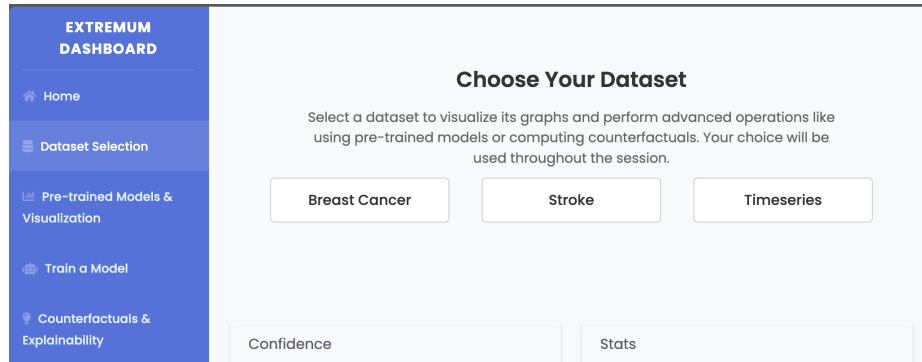 EXTREMUM
DASHBOARD
Home
Dataset Selection
Pre-trained Models &
Visualization
Train a Model
Counterfactuals &
Explainability
Choose Your Dataset
Select a dataset to visualize its graphs and perform advanced operations like
using pre-trained models or computing counterfactuals. Your choice will be
used throughout the session.
Breast Cancer
Stroke
Timeseries
Confidence
Stats